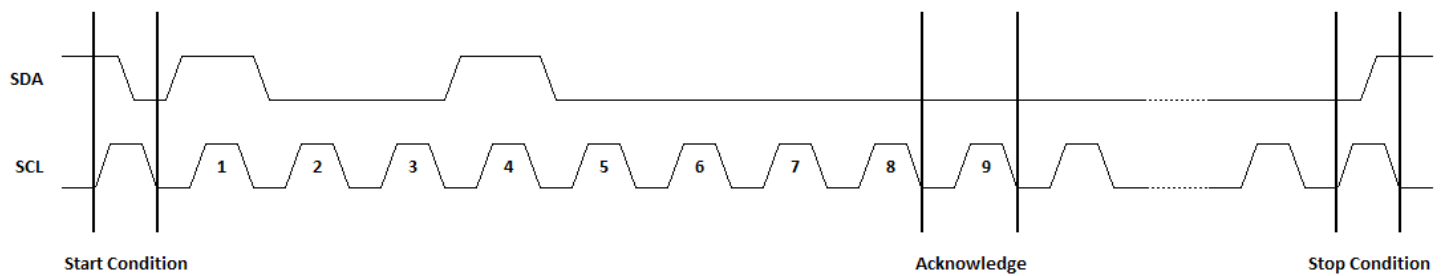 SDA
SCL 1 2 3 4 5 6 7 8 9
Start Condition Acknowledge Stop Condition